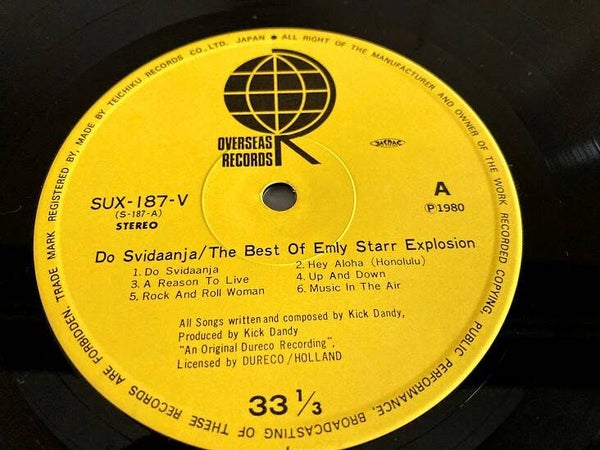 TRADE MARK REGISTERED BY, MADE BY TEICHIKU RECORDS CO., LTD. JAPAN ● ALL RIGHT OF THE MANUFACTURER AND OWNER OF THE WORK RECORDED COPYING, PUBLIC PERFORMANCE, BROADCASTING OF THESE RECORDS ARE FORBIDDEN.
OVERSEAS
RECORDS
SUX-187-V
(S-187-A)
STEREO
A
Ⓟ1980
Do Svidaanja/The Best Of Emly Starr Explosion
1. Do Svidaanja
2. Hey Aloha (Honolulu)
3. A Reason To Live
4. Up And Down
5. Rock And Roll Woman
6. Music In The Air
All Songs written and composed by Kick Dandy,
Produced by Kick Dandy
"An Original Dureco Recording",
Licensed by DURECO/HOLLAND
33 1/3